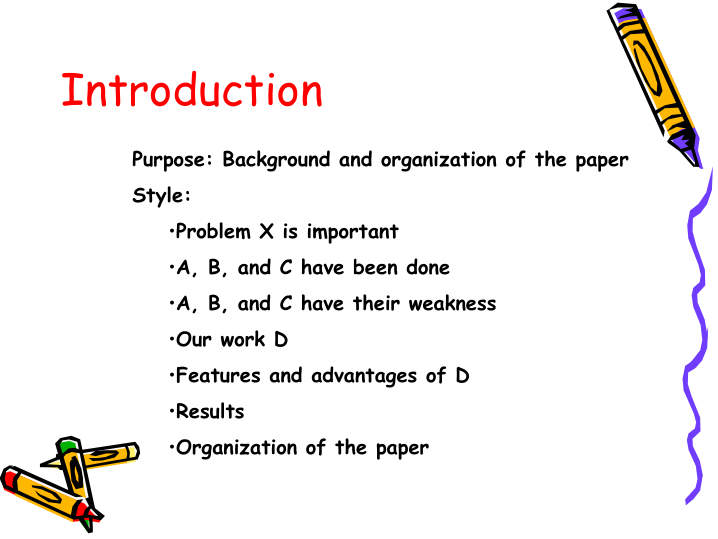 Introduction
Purpose: Background and organization of the paper
Style:
•Problem X is important
•A, B, and C have been done
•A, B, and C have their weakness
•Our work D
•Features and advantages of D
•Results
•Organization of the paper